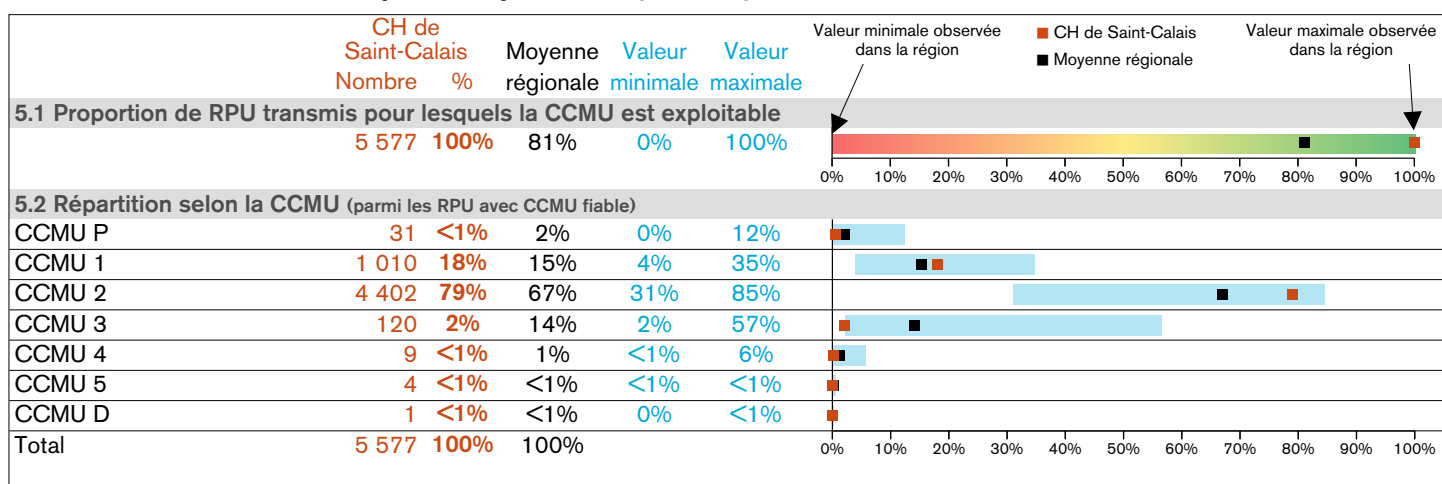 CH de
Saint-Calais Moyenne Valeur Valeur
Nombre % régionale minimale maximale
Valeur minimale observée
dans la région
CH de Saint-Calais
Moyenne régionale
Valeur maximale observée
dans la région
5.1 Proportion de RPU transmis pour lesquels la CCMU est exploitable
5 577 100% 81% 0% 100%
0% 10% 20% 30% 40% 50% 60% 70% 80% 90% 100%
5.2 Répartition selon la CCMU (parmi les RPU avec CCMU fiable)
CCMU P 31 <1% 2% 0% 12%
CCMU 1 1 010 18% 15% 4% 35%
CCMU 2 4 402 79% 67% 31% 85%
CCMU 3 120 2% 14% 2% 57%
CCMU 4 9 <1% 1% <1% 6%
CCMU 5 4 <1% <1% <1% <1%
CCMU D 1 <1% <1% 0% <1%
Total 5 577 100% 100%
0% 10% 20% 30% 40% 50% 60% 70% 80% 90% 100%